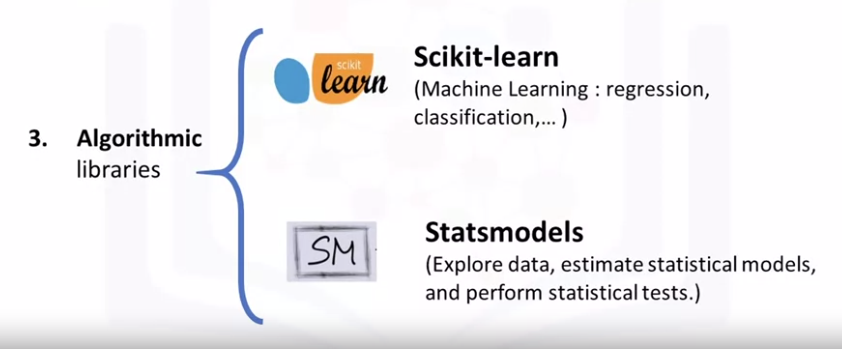 3. Algorithmic
libraries
scikit
learn
Scikit-learn
(Machine Learning : regression,
classification,... )
SM
Statsmodels
(Explore data, estimate statistical models,
and perform statistical tests.)